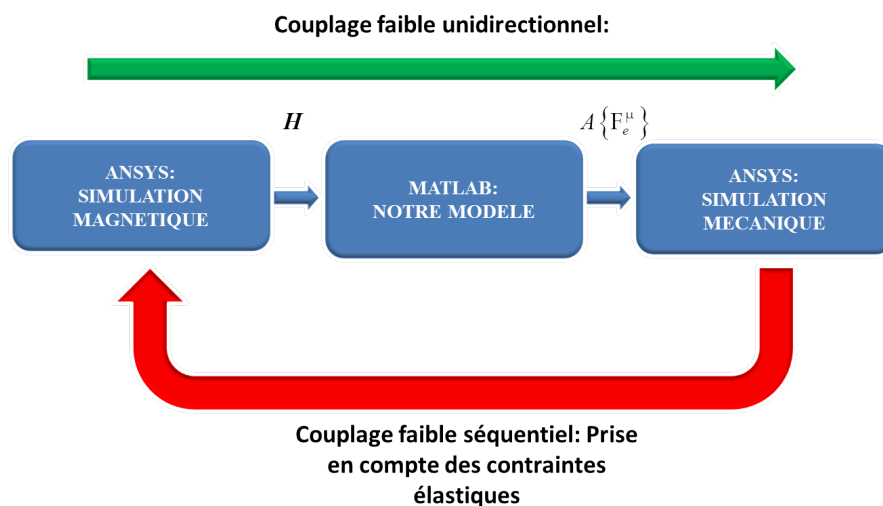 Couplage faible unidirectionnel:
H
A{F_e^μ}
ANSYS:
SIMULATION
MAGNETIQUE
MATLAB:
NOTRE MODELE
ANSYS:
SIMULATION
MECANIQUE
Couplage faible séquentiel: Prise
en compte des contraintes
élastiques